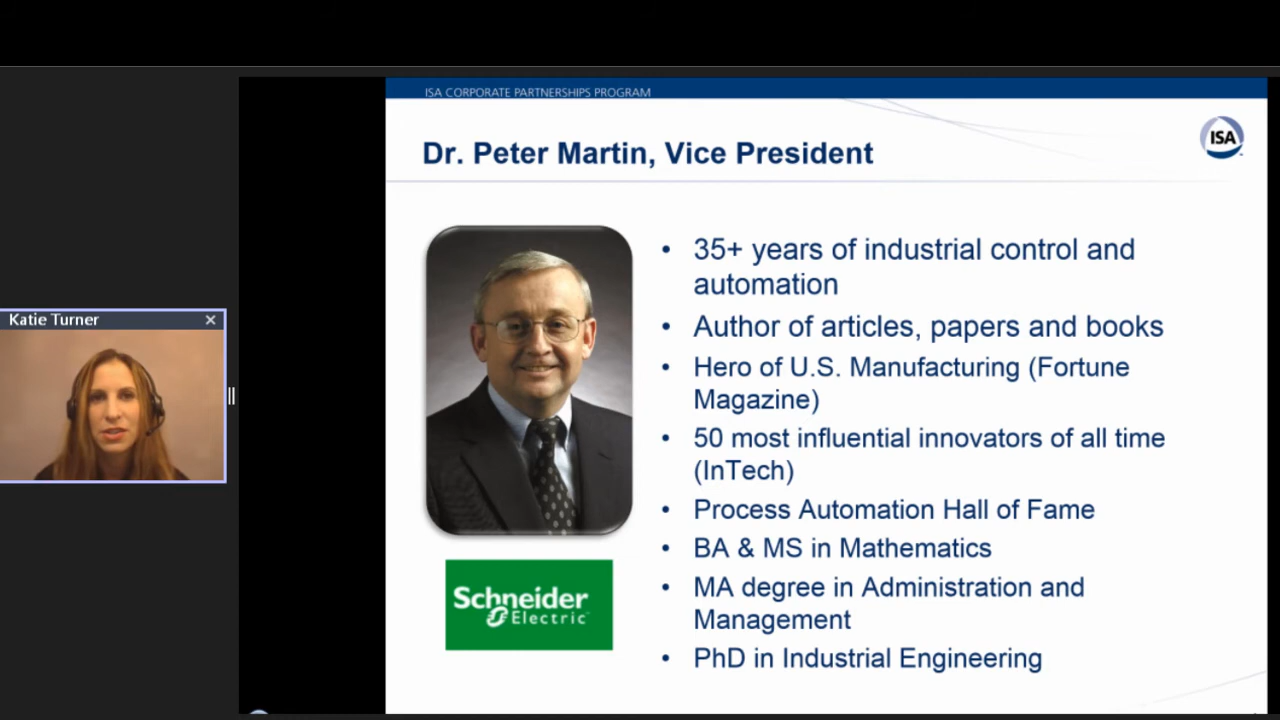 ISA CORPORATE PARTNERSHIPS PROGRAM
ISA
Dr. Peter Martin, Vice President
Katie Turner
• 35+ years of industrial control and
automation
• Author of articles, papers and books
• Hero of U.S. Manufacturing (Fortune
Magazine)
• 50 most influential innovators of all time
(InTech)
• Process Automation Hall of Fame
• BA & MS in Mathematics
• MA degree in Administration and
Management
• PhD in Industrial Engineering
Schneider
Electric